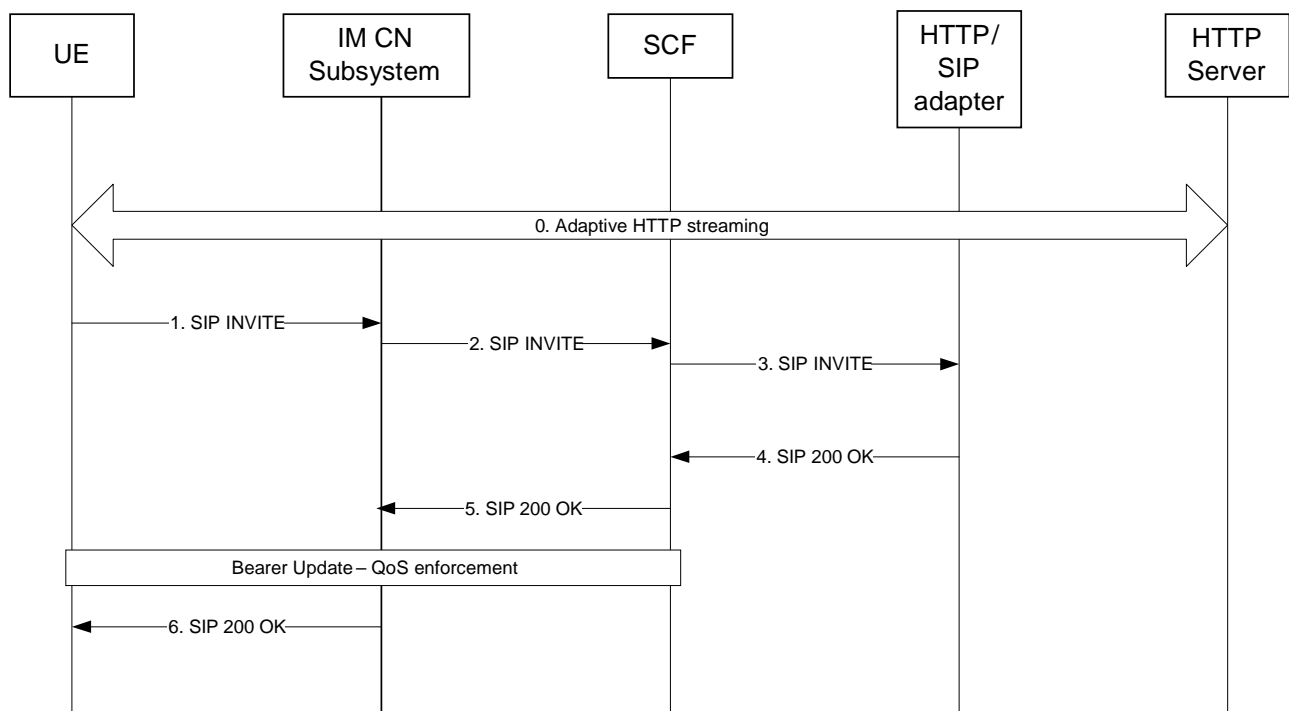 UE
IM CN
Subsystem
SCF
HTTP/
SIP
adapter
HTTP
Server
0. Adaptive HTTP streaming
1. SIP INVITE
2. SIP INVITE
3. SIP INVITE
4. SIP 200 OK
5. SIP 200 OK
Bearer Update – QoS enforcement
6. SIP 200 OK